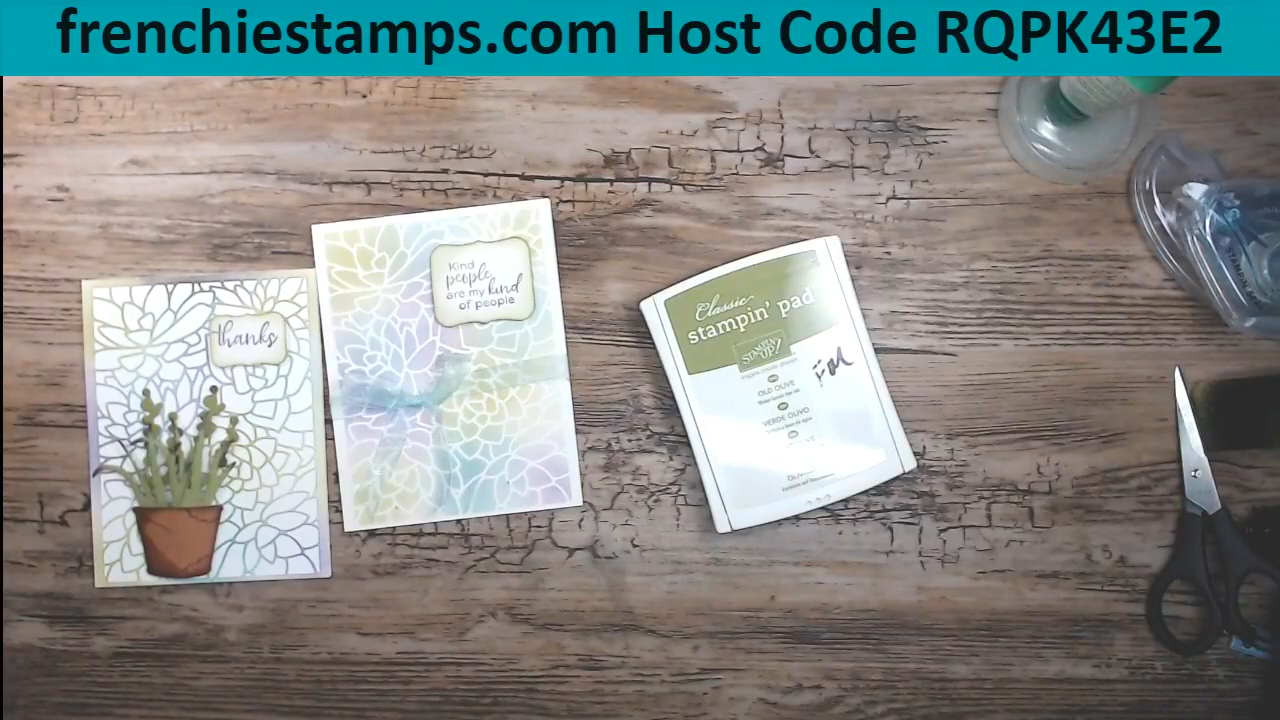 frenchiestamps.com Host Code RQPK43E2
thanks
Kind
people
are my kind
of people
Classic
stampin' pad
STAMPIN' UP!
OLD OLIVE
VERDE OLIVO